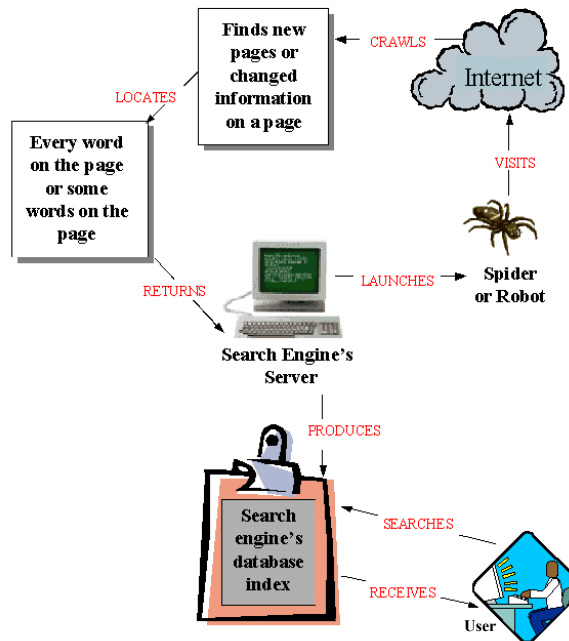 Finds new
pages or
changed
information
on a page
CRAWLS
Internet
LOCATES
Every word
on the page
or some
words on the
page
VISITS
RETURNS
LAUNCHES
Spider
or Robot
Search Engine's
Server
PRODUCES
Search
engine's
database
index
SEARCHES
RECEIVES
User